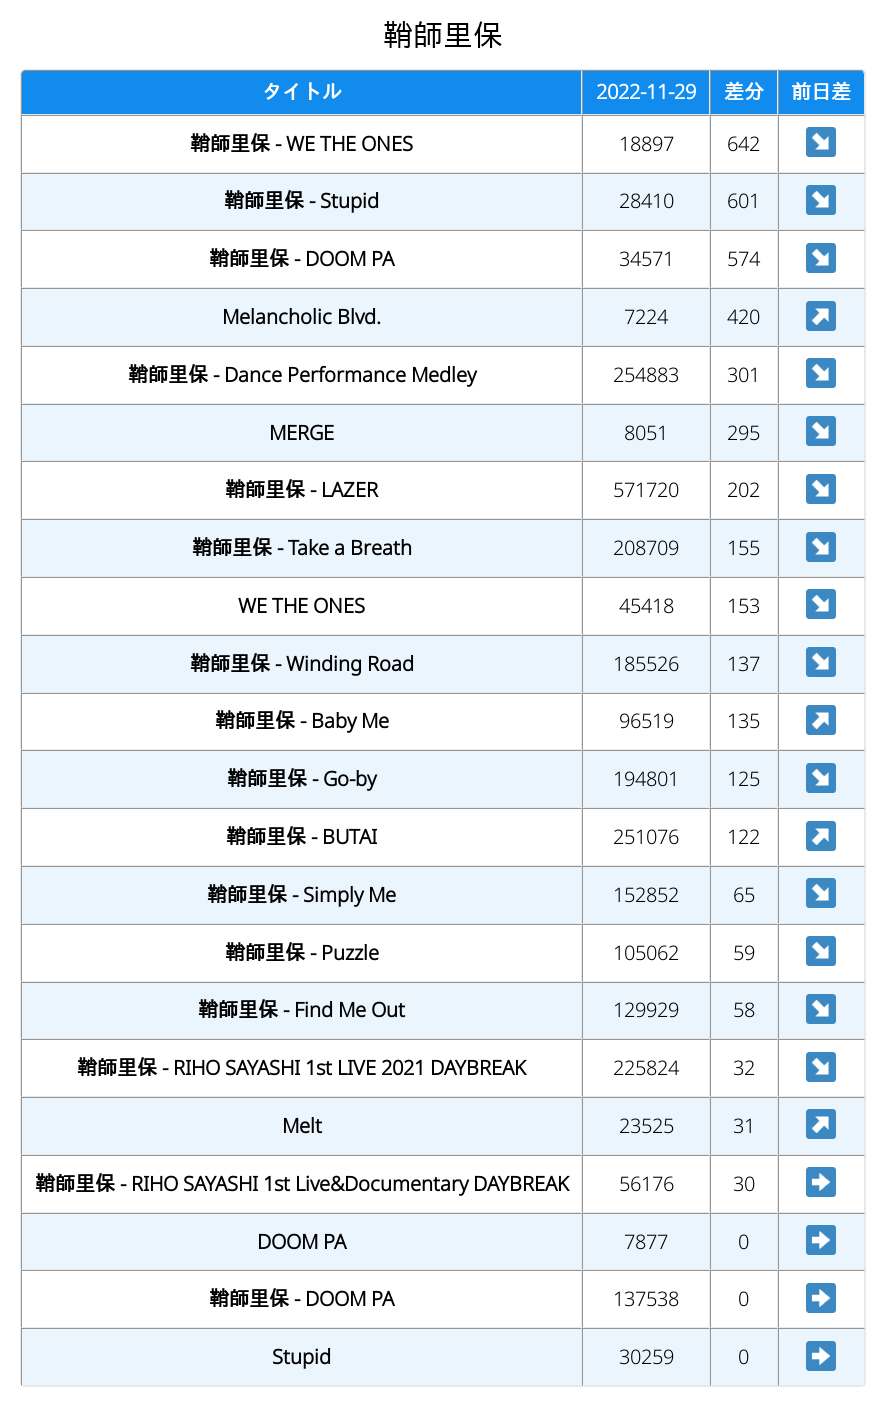 鞘師里保
タイトル 2022-11-29 差分 前日差
鞘師里保 - WE THE ONES 18897 642 ↘
鞘師里保 - Stupid 28410 601 ↘
鞘師里保 - DOOM PA 34571 574 ↘
Melancholic Blvd. 7224 420 ↗
鞘師里保 - Dance Performance Medley 254883 301 ↘
MERGE 8051 295 ↘
鞘師里保 - LAZER 571720 202 ↘
鞘師里保 - Take a Breath 208709 155 ↘
WE THE ONES 45418 153 ↘
鞘師里保 - Winding Road 185526 137 ↘
鞘師里保 - Baby Me 96519 135 ↗
鞘師里保 - Go-by 194801 125 ↘
鞘師里保 - BUTAI 251076 122 ↗
鞘師里保 - Simply Me 152852 65 ↘
鞘師里保 - Puzzle 105062 59 ↘
鞘師里保 - Find Me Out 129929 58 ↘
鞘師里保 - RIHO SAYASHI 1st LIVE 2021 DAYBREAK 225824 32 ↘
Melt 23525 31 ↗
鞘師里保 - RIHO SAYASHI 1st Live&Documentary DAYBREAK 56176 30 ➡
DOOM PA 7877 0 ➡
鞘師里保 - DOOM PA 137538 0 ➡
Stupid 30259 0 ➡